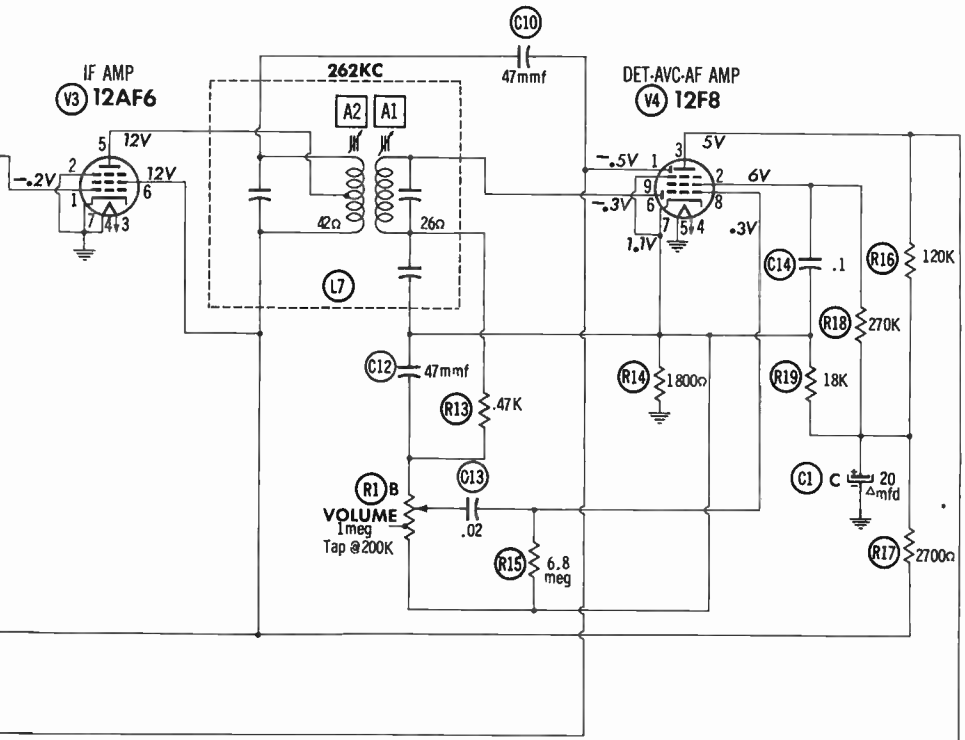 C10
47mmf
IF AMP
V3 12AF6
262KC
DET-AVC-AF AMP
V4 12F8
A2 A1
5 12V
2
-.2V
1
12V
6
7 4 3
42Ω
26Ω
L7
3 5V
-.5V 1
9
-.3V 6
2 6V
8
.3V
7 5 4
1.1V
C14 .1
R16 120K
R18 270K
C12 47mmf
R13 .47K
R14 1800Ω
R19 18K
C13
.02
R1 B
VOLUME
1meg
Tap @200K
R15 6.8
meg
C1 C 20
mfd
R17 2700Ω